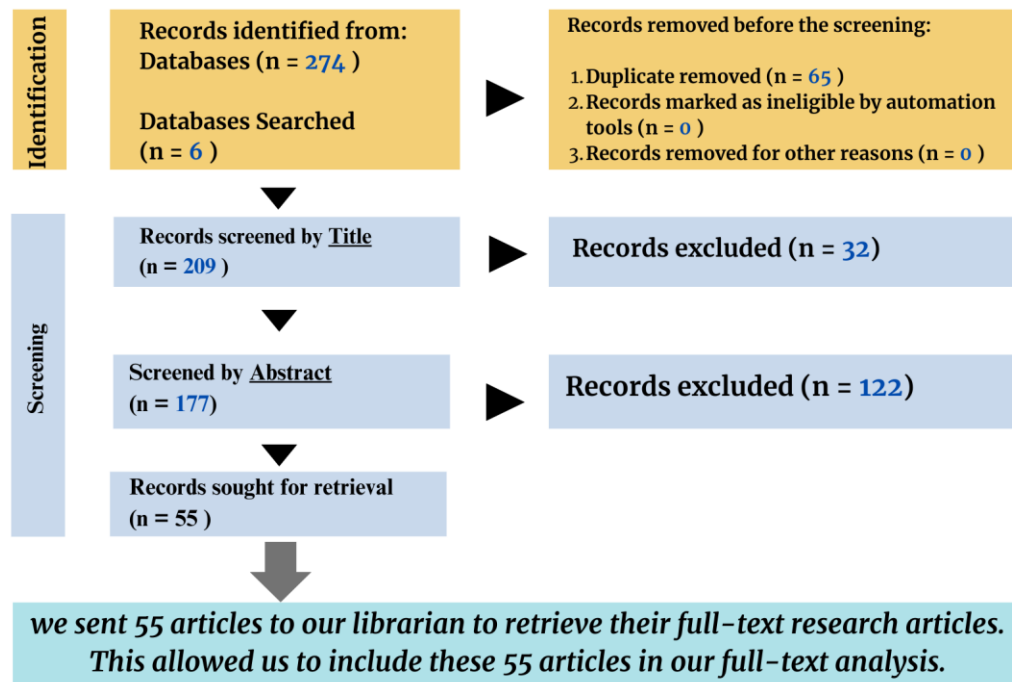 Identification
Records identified from:
Databases (n = 274 )
Databases Searched
(n = 6 )
Records removed before the screening:
1. Duplicate removed (n = 65 )
2. Records marked as ineligible by automation
tools (n = 0 )
3. Records removed for other reasons (n = 0 )
Screening
Records screened by Title
(n = 209 )
Records excluded (n = 32)
Screened by Abstract
(n = 177)
Records excluded (n = 122)
Records sought for retrieval
(n = 55 )
we sent 55 articles to our librarian to retrieve their full-text research articles.
This allowed us to include these 55 articles in our full-text analysis.